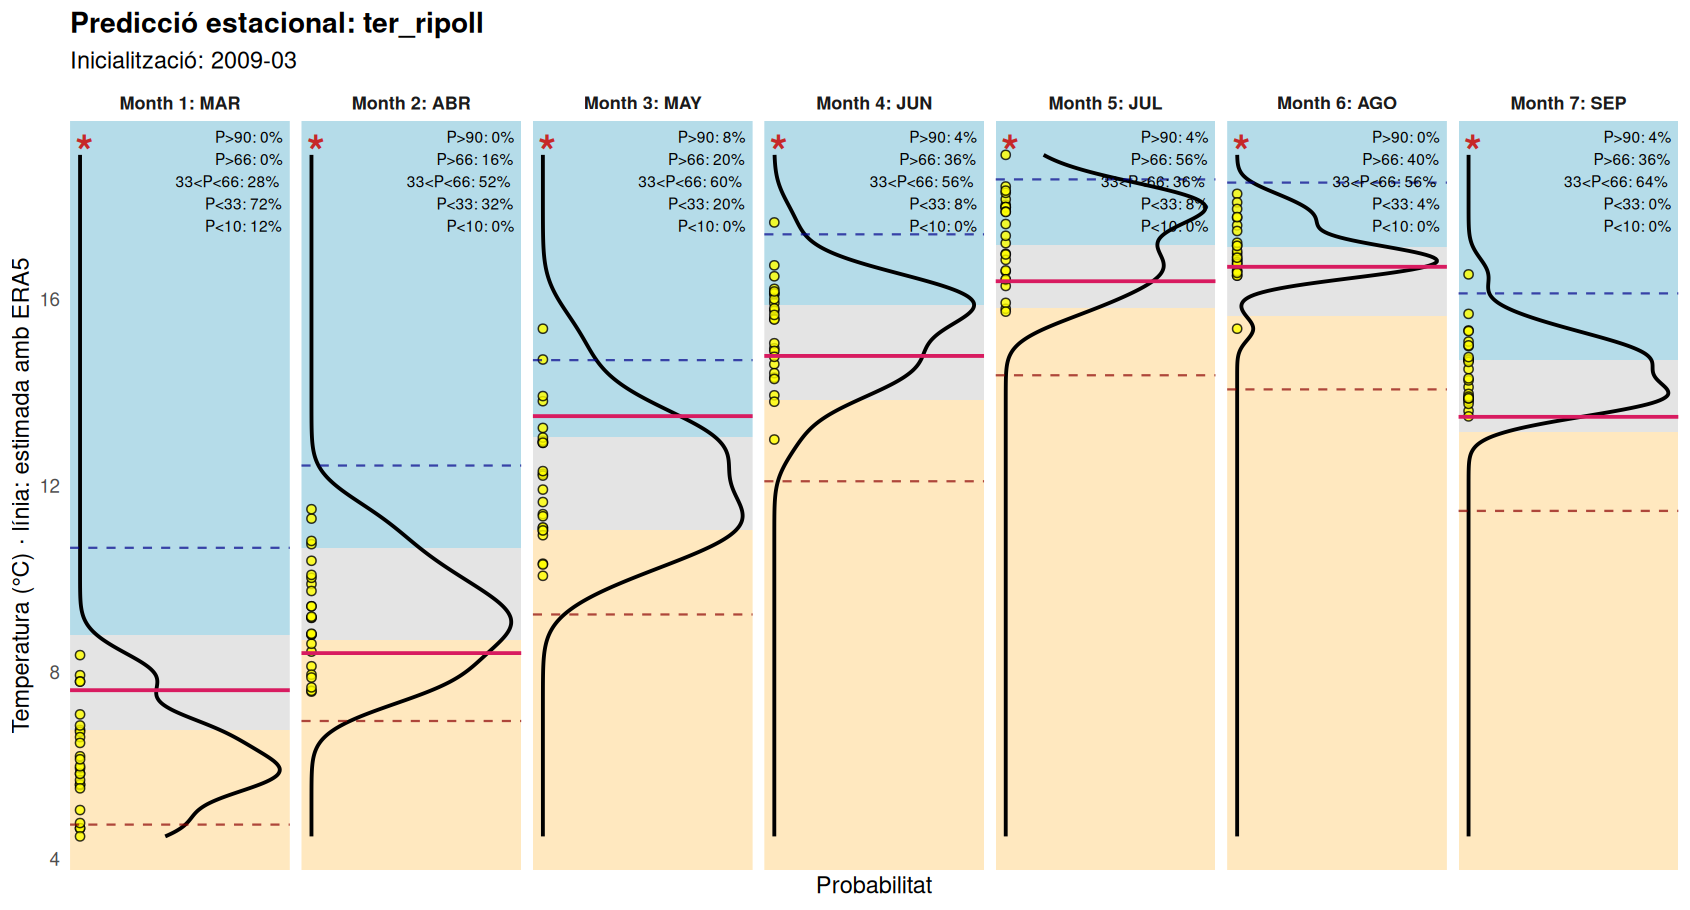 Predicció estacional: ter_ripoll
Inicialització: 2009-03
Month 1: MAR
Month 2: ABR
Month 3: MAY
Month 4: JUN
Month 5: JUL
Month 6: AGO
Month 7: SEP
*
P>90: 0%
P>66: 0%
33<P<66: 28%
P<33: 72%
P<10: 12%
*
P>90: 0%
P>66: 16%
33<P<66: 52%
P<33: 32%
P<10: 0%
*
P>90: 8%
P>66: 20%
33<P<66: 60%
P<33: 20%
P<10: 0%
*
P>90: 4%
P>66: 36%
33<P<66: 56%
P<33: 8%
P<10: 0%
*
P>90: 4%
P>66: 56%
33<P<66: 36%
P<33: 8%
P<10: 0%
*
P>90: 0%
P>66: 40%
33<P<66: 56%
P<33: 4%
P<10: 0%
*
P>90: 4%
P>66: 36%
33<P<66: 64%
P<33: 0%
P<10: 0%
Temperatura (°C) · línia: estimada amb ERA5
16
12
8
4
Probabilitat